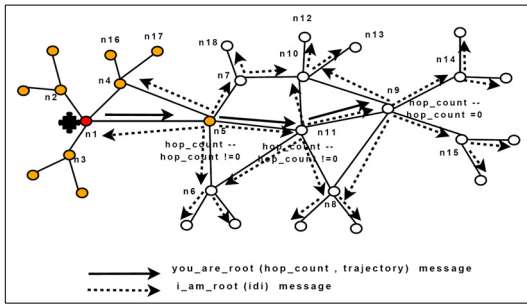 n12
n16
n17
n18
n13
n10
n4
n7
n14
n2
n9
hop_count --
hop_count =0
n1
n5
n11
hop_count --
hop_count !=0
hop_count --
hop_count !=0
n3
n15
n6
n8
you_are_root (hop_count , trajectory) message
i_am_root (idi) message